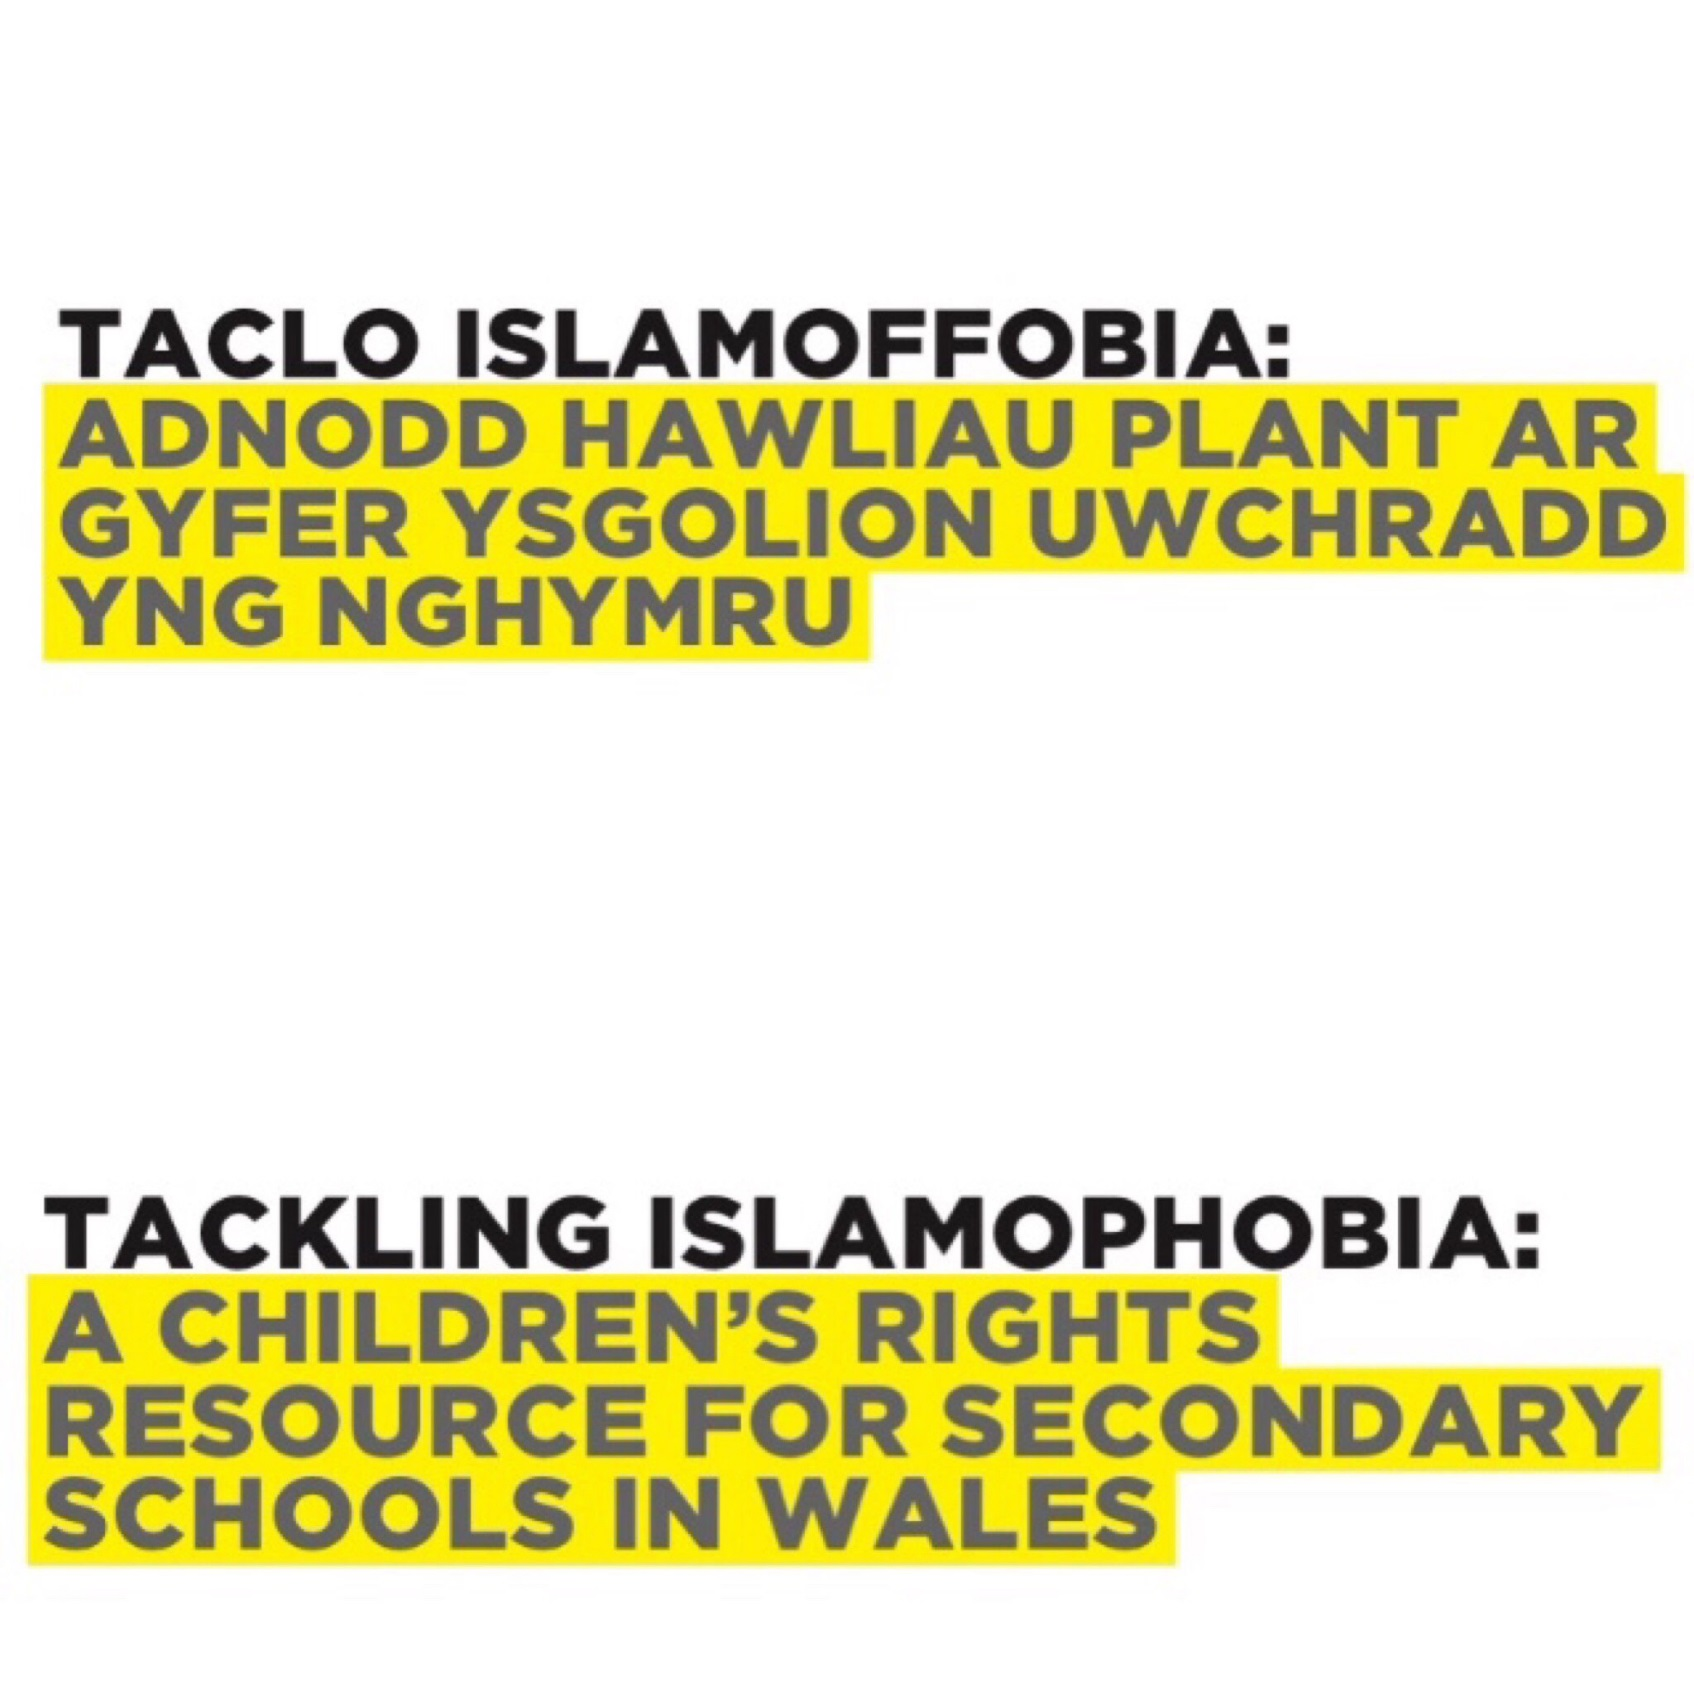 TACLO ISLAMOFFOBIA:
ADNODD HAWLIAU PLANT AR
GYFER YSGOLION UWCHRADD
YNG NGHYMRU
TACKLING ISLAMOPHOBIA:
A CHILDREN’S RIGHTS
RESOURCE FOR SECONDARY
SCHOOLS IN WALES